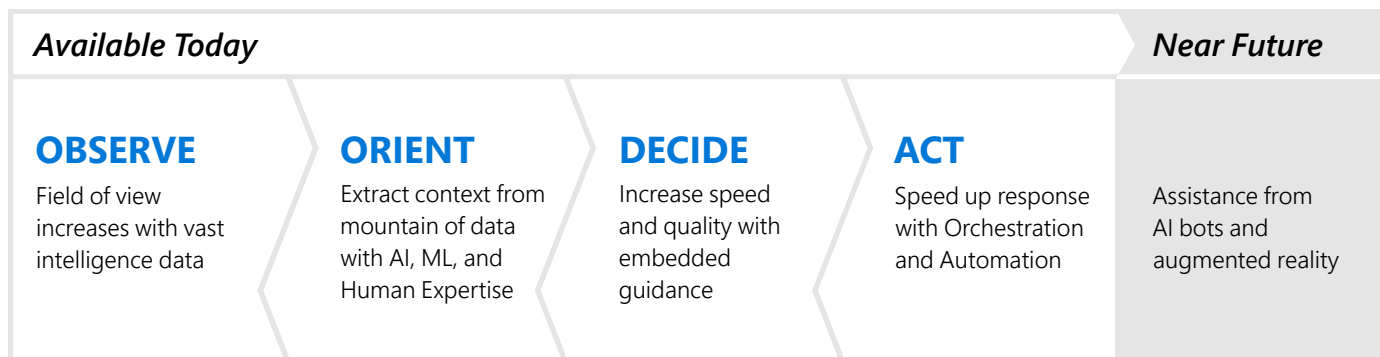 Available Today
Near Future
OBSERVE
Field of view
increases with vast
intelligence data
ORIENT
Extract context from
mountain of data
with AI, ML, and
Human Expertise
DECIDE
Increase speed
and quality with
embedded
guidance
ACT
Speed up response
with Orchestration
and Automation
Assistance from
AI bots and
augmented reality